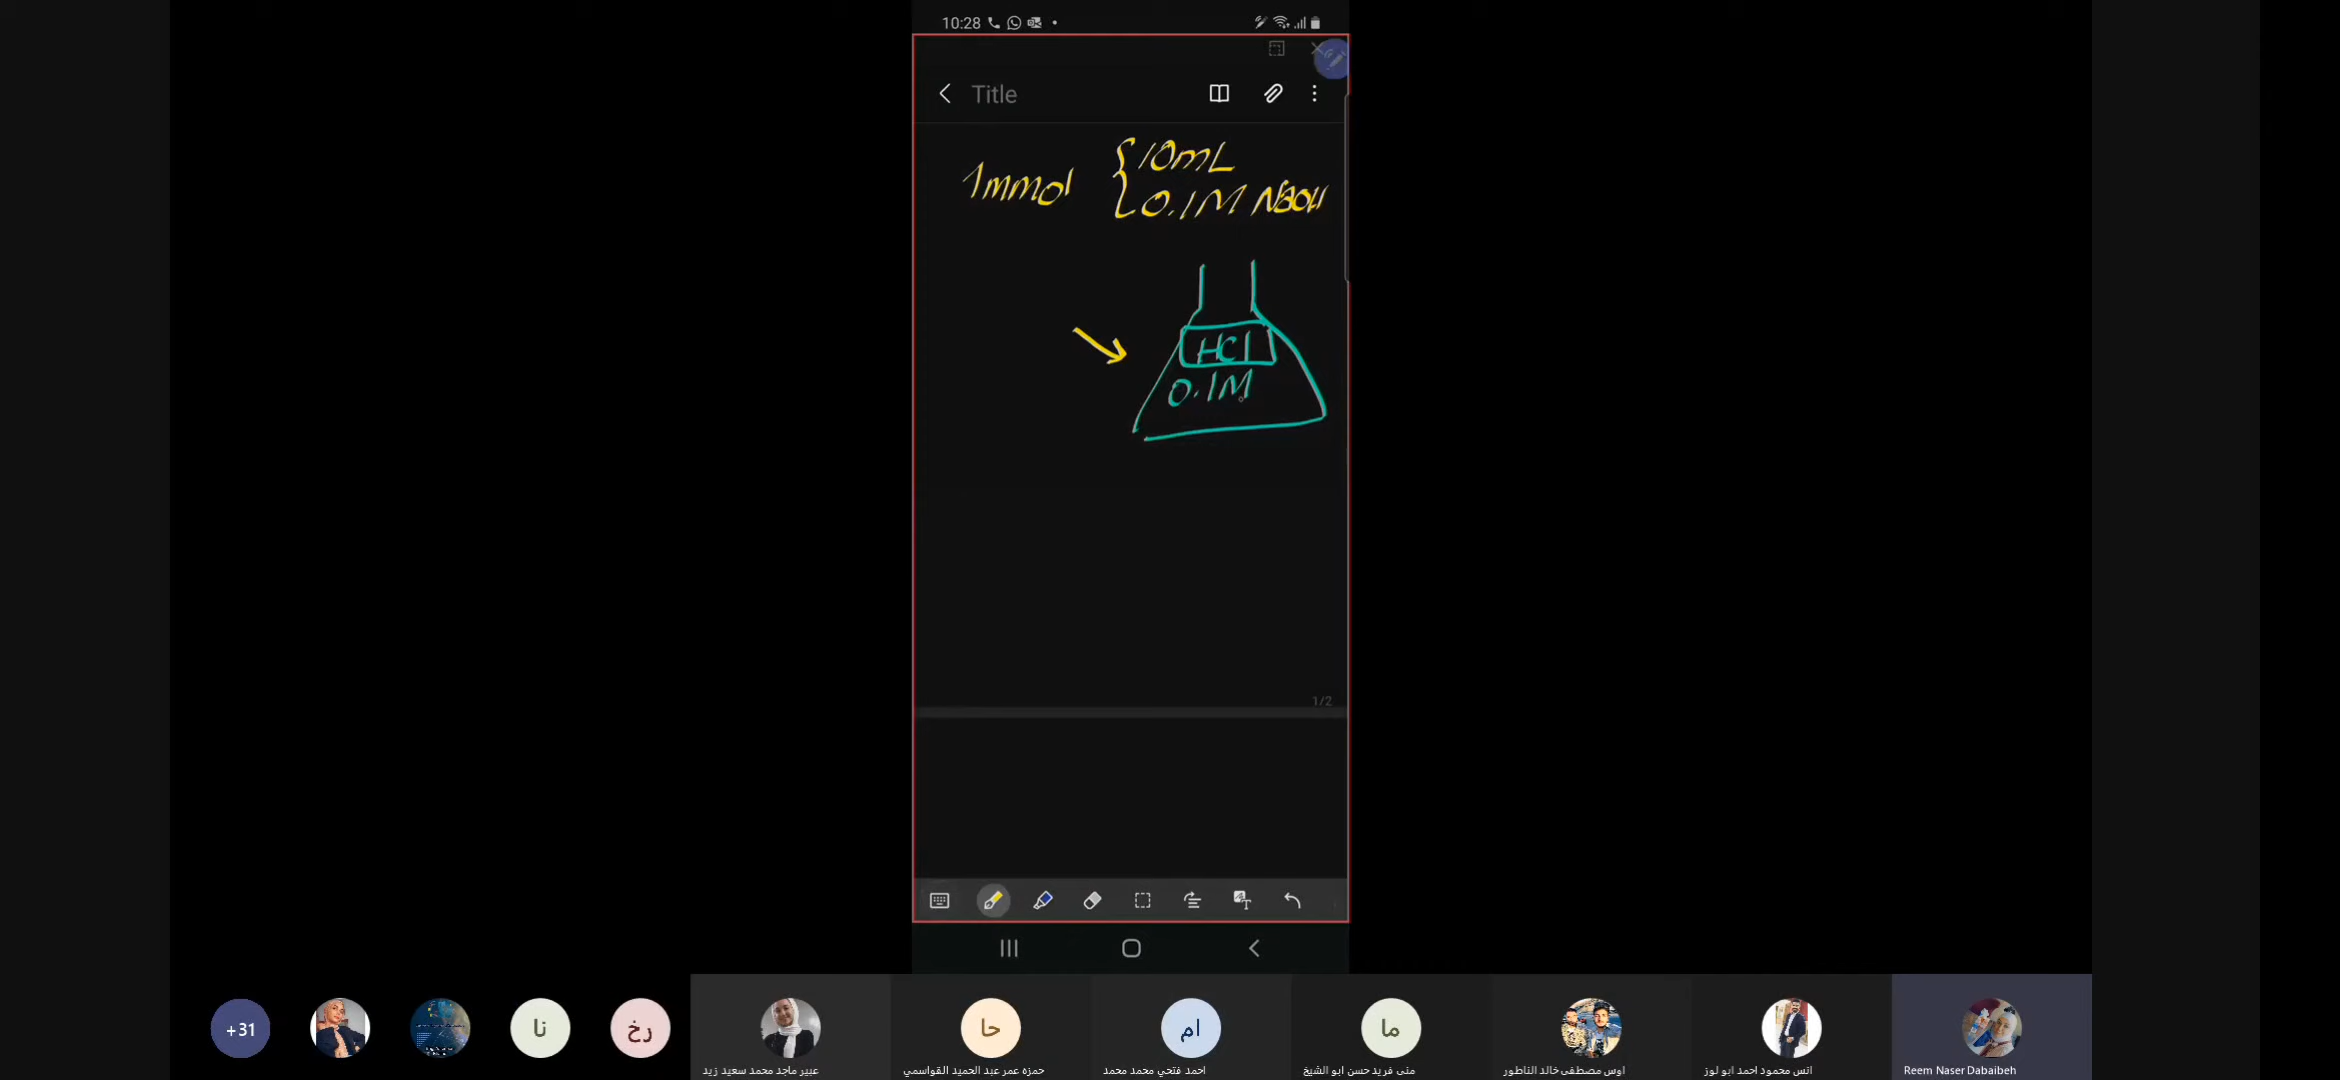 10:28
Title
1mmol { 10mL
0.1M NaOH
HCl
0.1M
1/2
+31
نا
رخ
حا
ام
ما
عبير ماجد محمد سعيد زيد
حمزه عمر عبد الحميد القواسمي
احمد فتحي محمد محمد
منى فريد حسن ابو الشيخ
اوس مصطفى خالد الناطور
انس محمود احمد ابو لوز
Reem Naser Dabaibeh